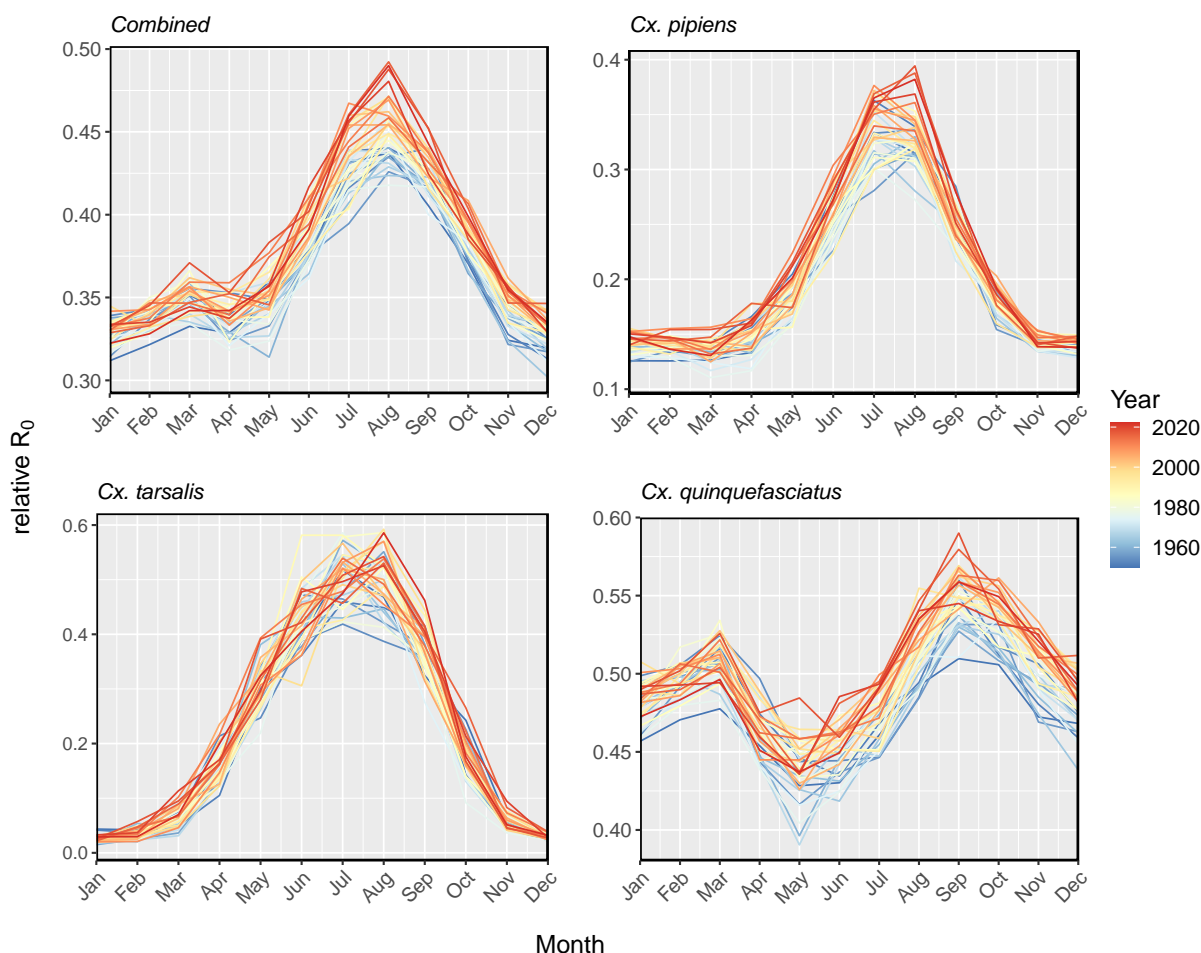 Combined
Cx. pipiens
0.50
0.45
0.40
0.35
0.30
0.4
0.3
0.2
0.1
Jan Feb Mar Apr May Jun Jul Aug Sep Oct Nov Dec
Jan Feb Mar Apr May Jun Jul Aug Sep Oct Nov Dec
relative R0
Year
2020
2000
1980
1960
Cx. tarsalis
Cx. quinquefasciatus
0.6
0.4
0.2
0.0
0.60
0.55
0.50
0.45
0.40
Jan Feb Mar Apr May Jun Jul Aug Sep Oct Nov Dec
Jan Feb Mar Apr May Jun Jul Aug Sep Oct Nov Dec
Month